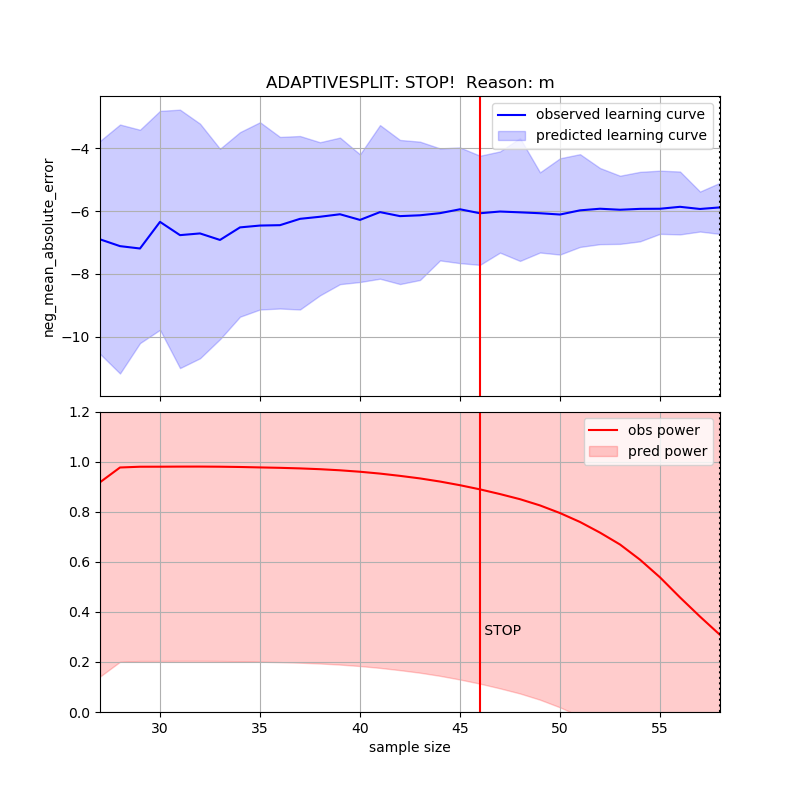 ADAPTIVESPLIT: STOP!  Reason: m
observed learning curve
predicted learning curve
−4
−6
−8
−10
neg_mean_absolute_error
obs power
pred power
1.2
1.0
0.8
0.6
0.4
0.2
0.0
STOP
30
35
40
45
50
55
sample size